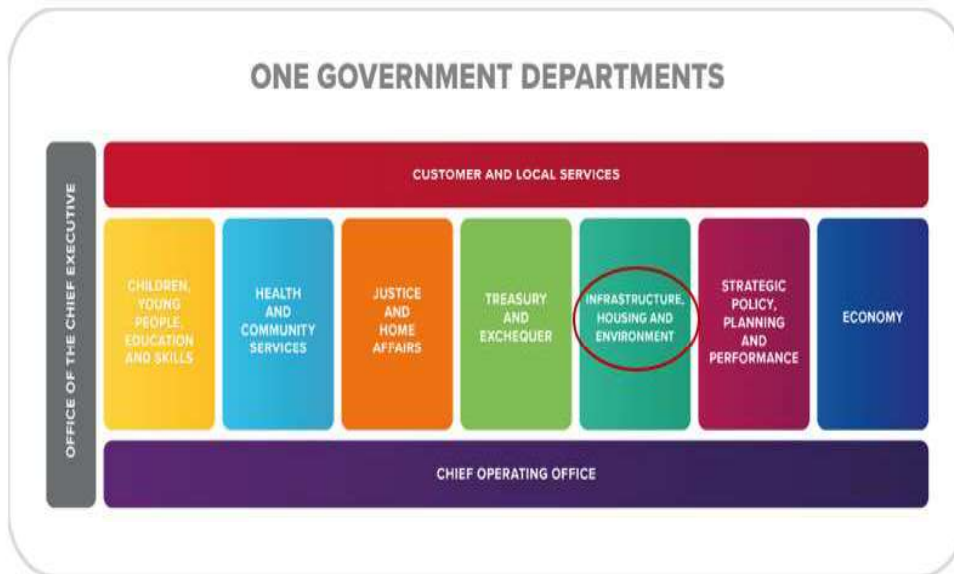 ONE GOVERNMENT DEPARTMENTS
OFFICE OF THE CHIEF EXECUTIVE
CUSTOMER AND LOCAL SERVICES
CHILDREN,
YOUNG
PEOPLE,
EDUCATION
AND SKILLS
HEALTH
AND
COMMUNITY
SERVICES
JUSTICE
AND
HOME
AFFAIRS
TREASURY
AND
EXCHEQUER
INFRASTRUCTURE,
HOUSING AND
ENVIRONMENT
STRATEGIC
POLICY,
PLANNING
AND
PERFORMANCE
ECONOMY
CHIEF OPERATING OFFICE